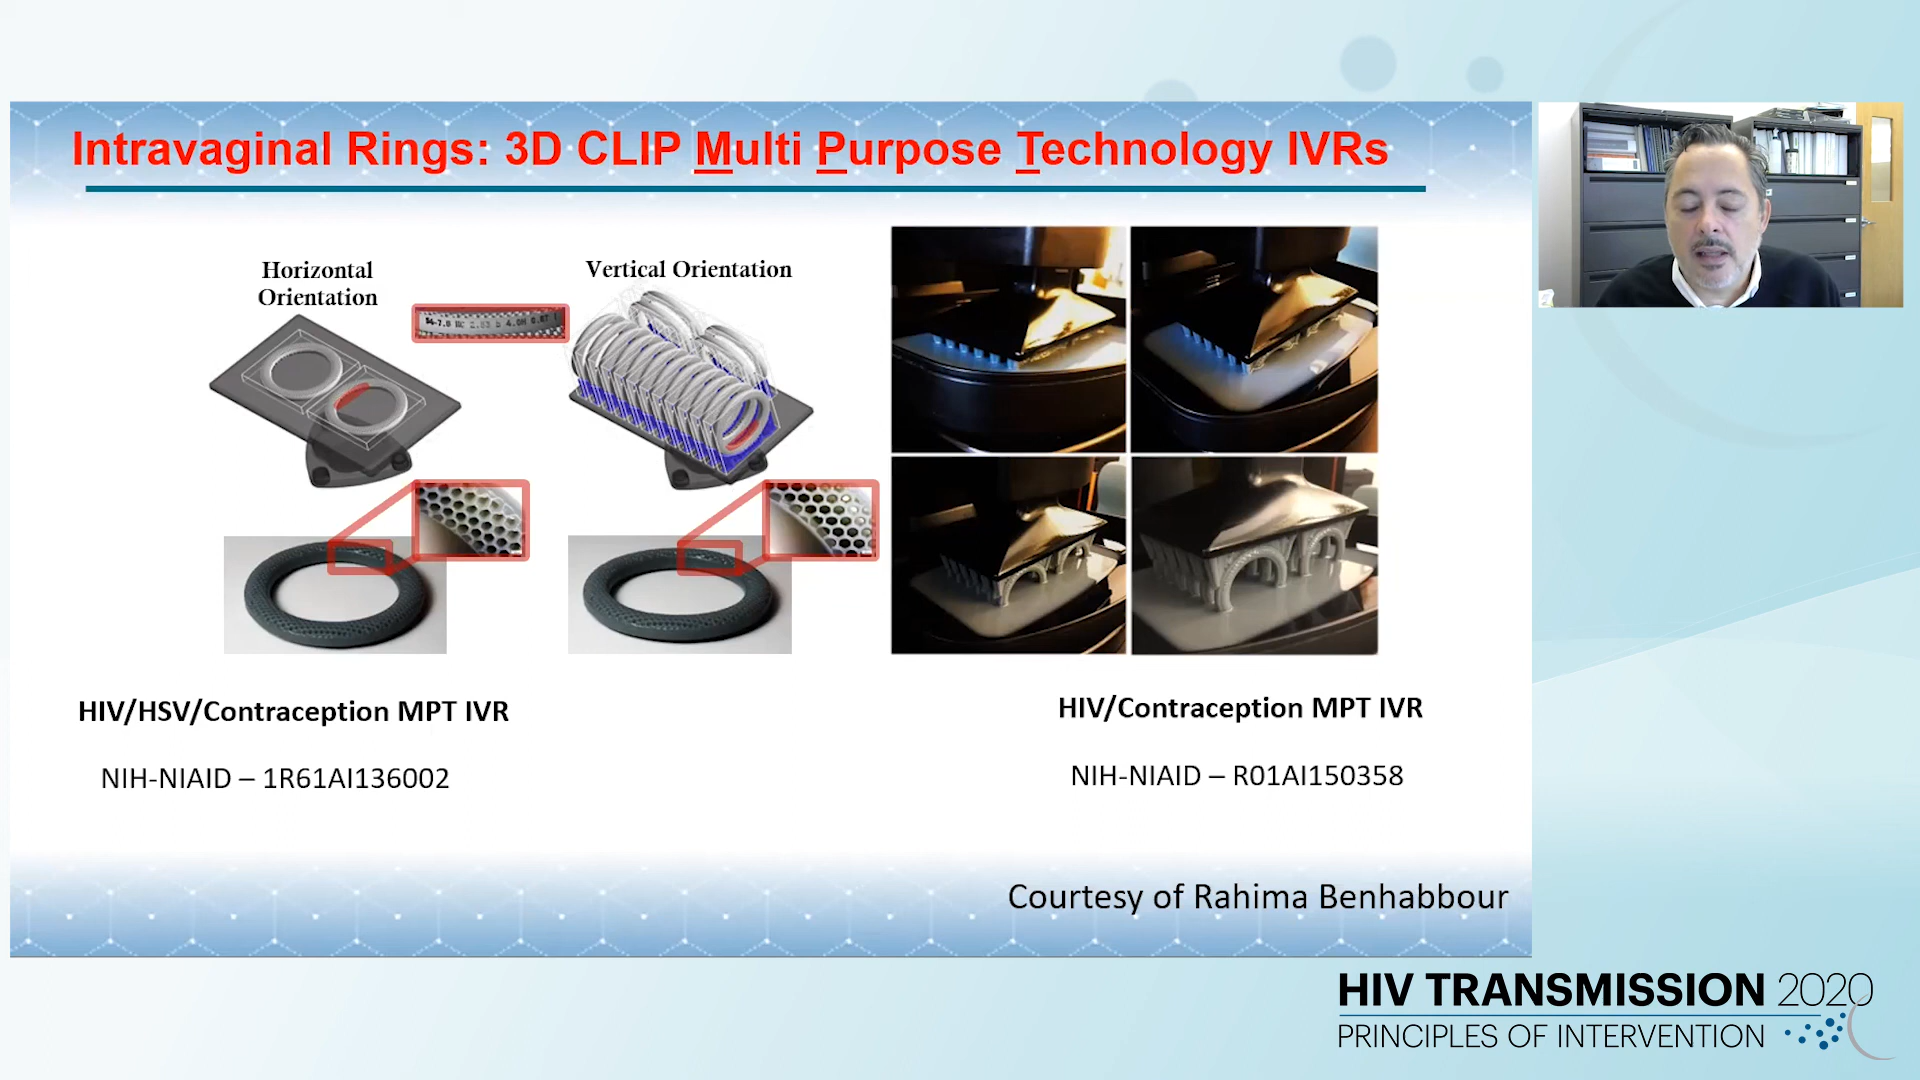 Intravaginal Rings: 3D CLIP Multi Purpose Technology IVRs
Horizontal
Orientation
Vertical Orientation
HIV/HSV/Contraception MPT IVR
NIH-NIAID – 1R61AI136002
HIV/Contraception MPT IVR
NIH-NIAID – R01AI150358
Courtesy of Rahima Benhabbour
HIV TRANSMISSION 2020
PRINCIPLES OF INTERVENTION